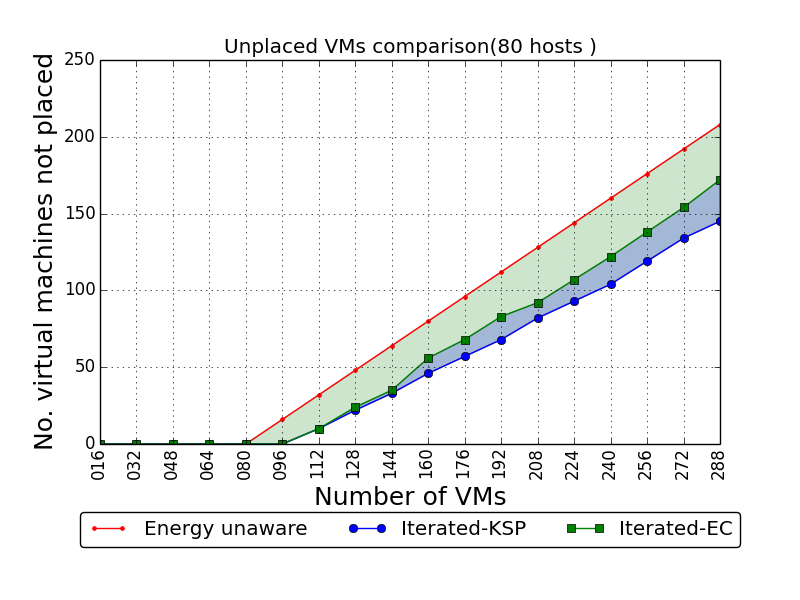 Unplaced VMs comparison(80 hosts )
No. virtual machines not placed
250
200
150
100
50
0
016 032 048 064 080 096 112 128 144 160 176 192 208 224 240 256 272 288
Number of VMs
Energy unaware Iterated-KSP Iterated-EC